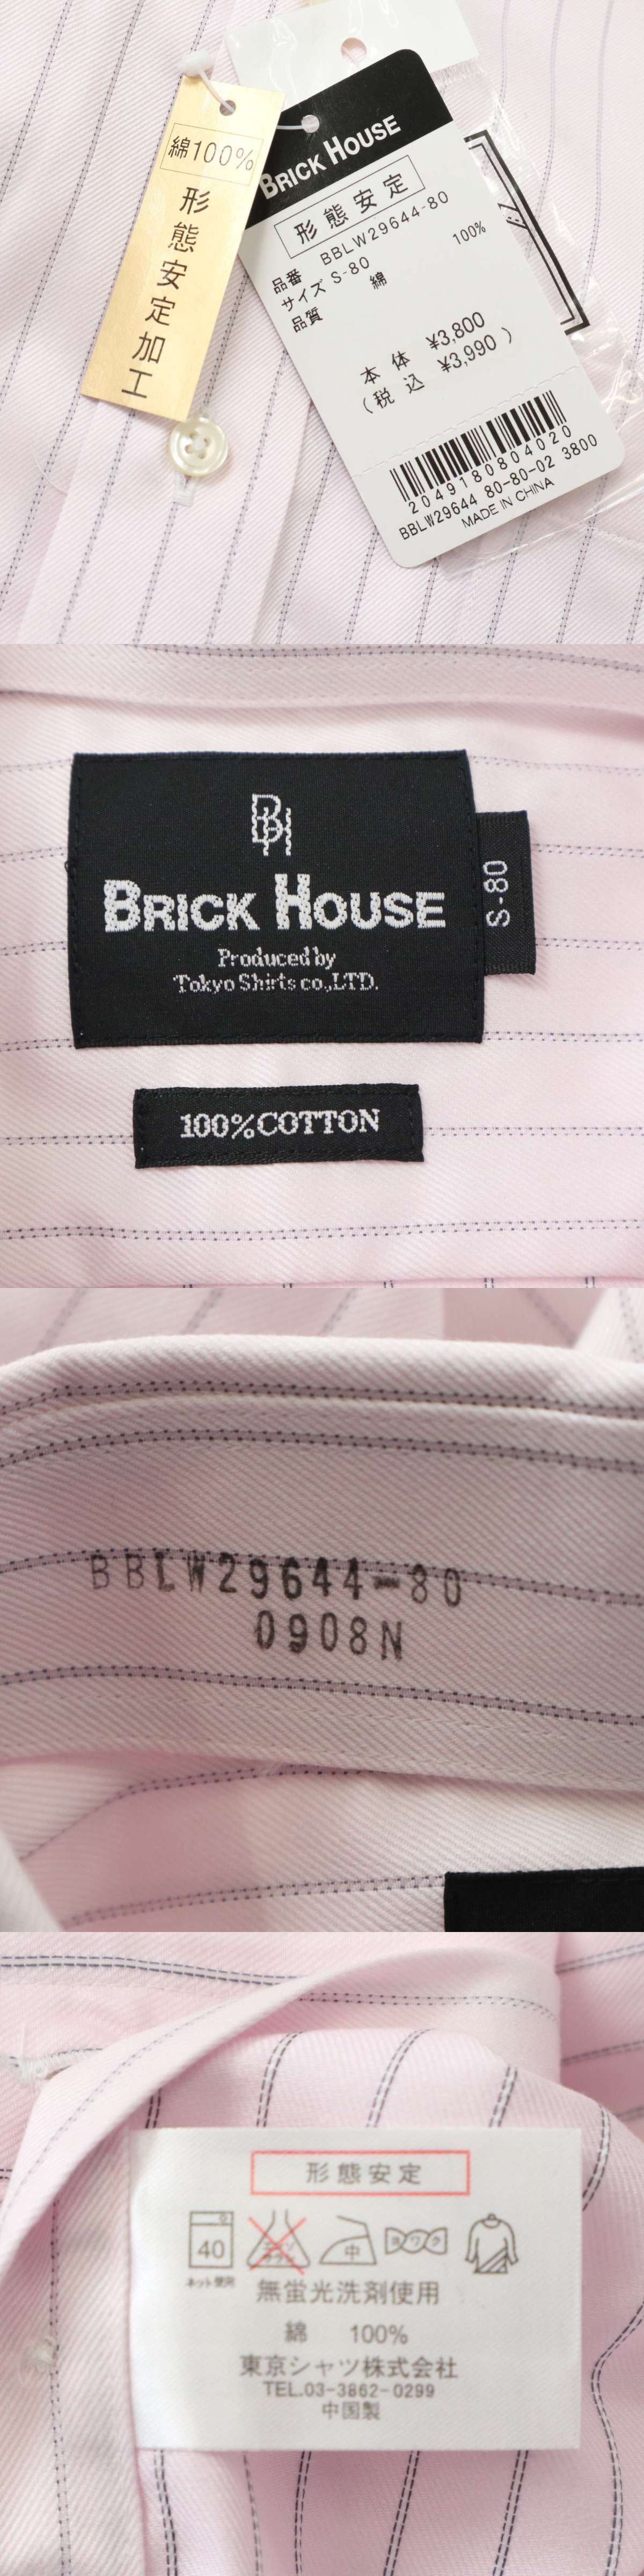 綿100%
形態安定加工
BRICK HOUSE
形態安定
品番 BBLW29644-80
サイズ S-80
品質 綿 100%
本体 ¥3,800
(税込 ¥3,990)
2049180804020
BBLW29644 80-80-02 3800
MADE IN CHINA
BH
BRICK HOUSE
Produced by
Tokyo Shirts co.,LTD.
S-80
100%COTTON
BBLW29644-80
0908N
形態安定
40
中
ヨワク
ネット使用
無蛍光洗剤使用
綿 100%
東京シャツ株式会社
TEL.03-3862-0299
中国製